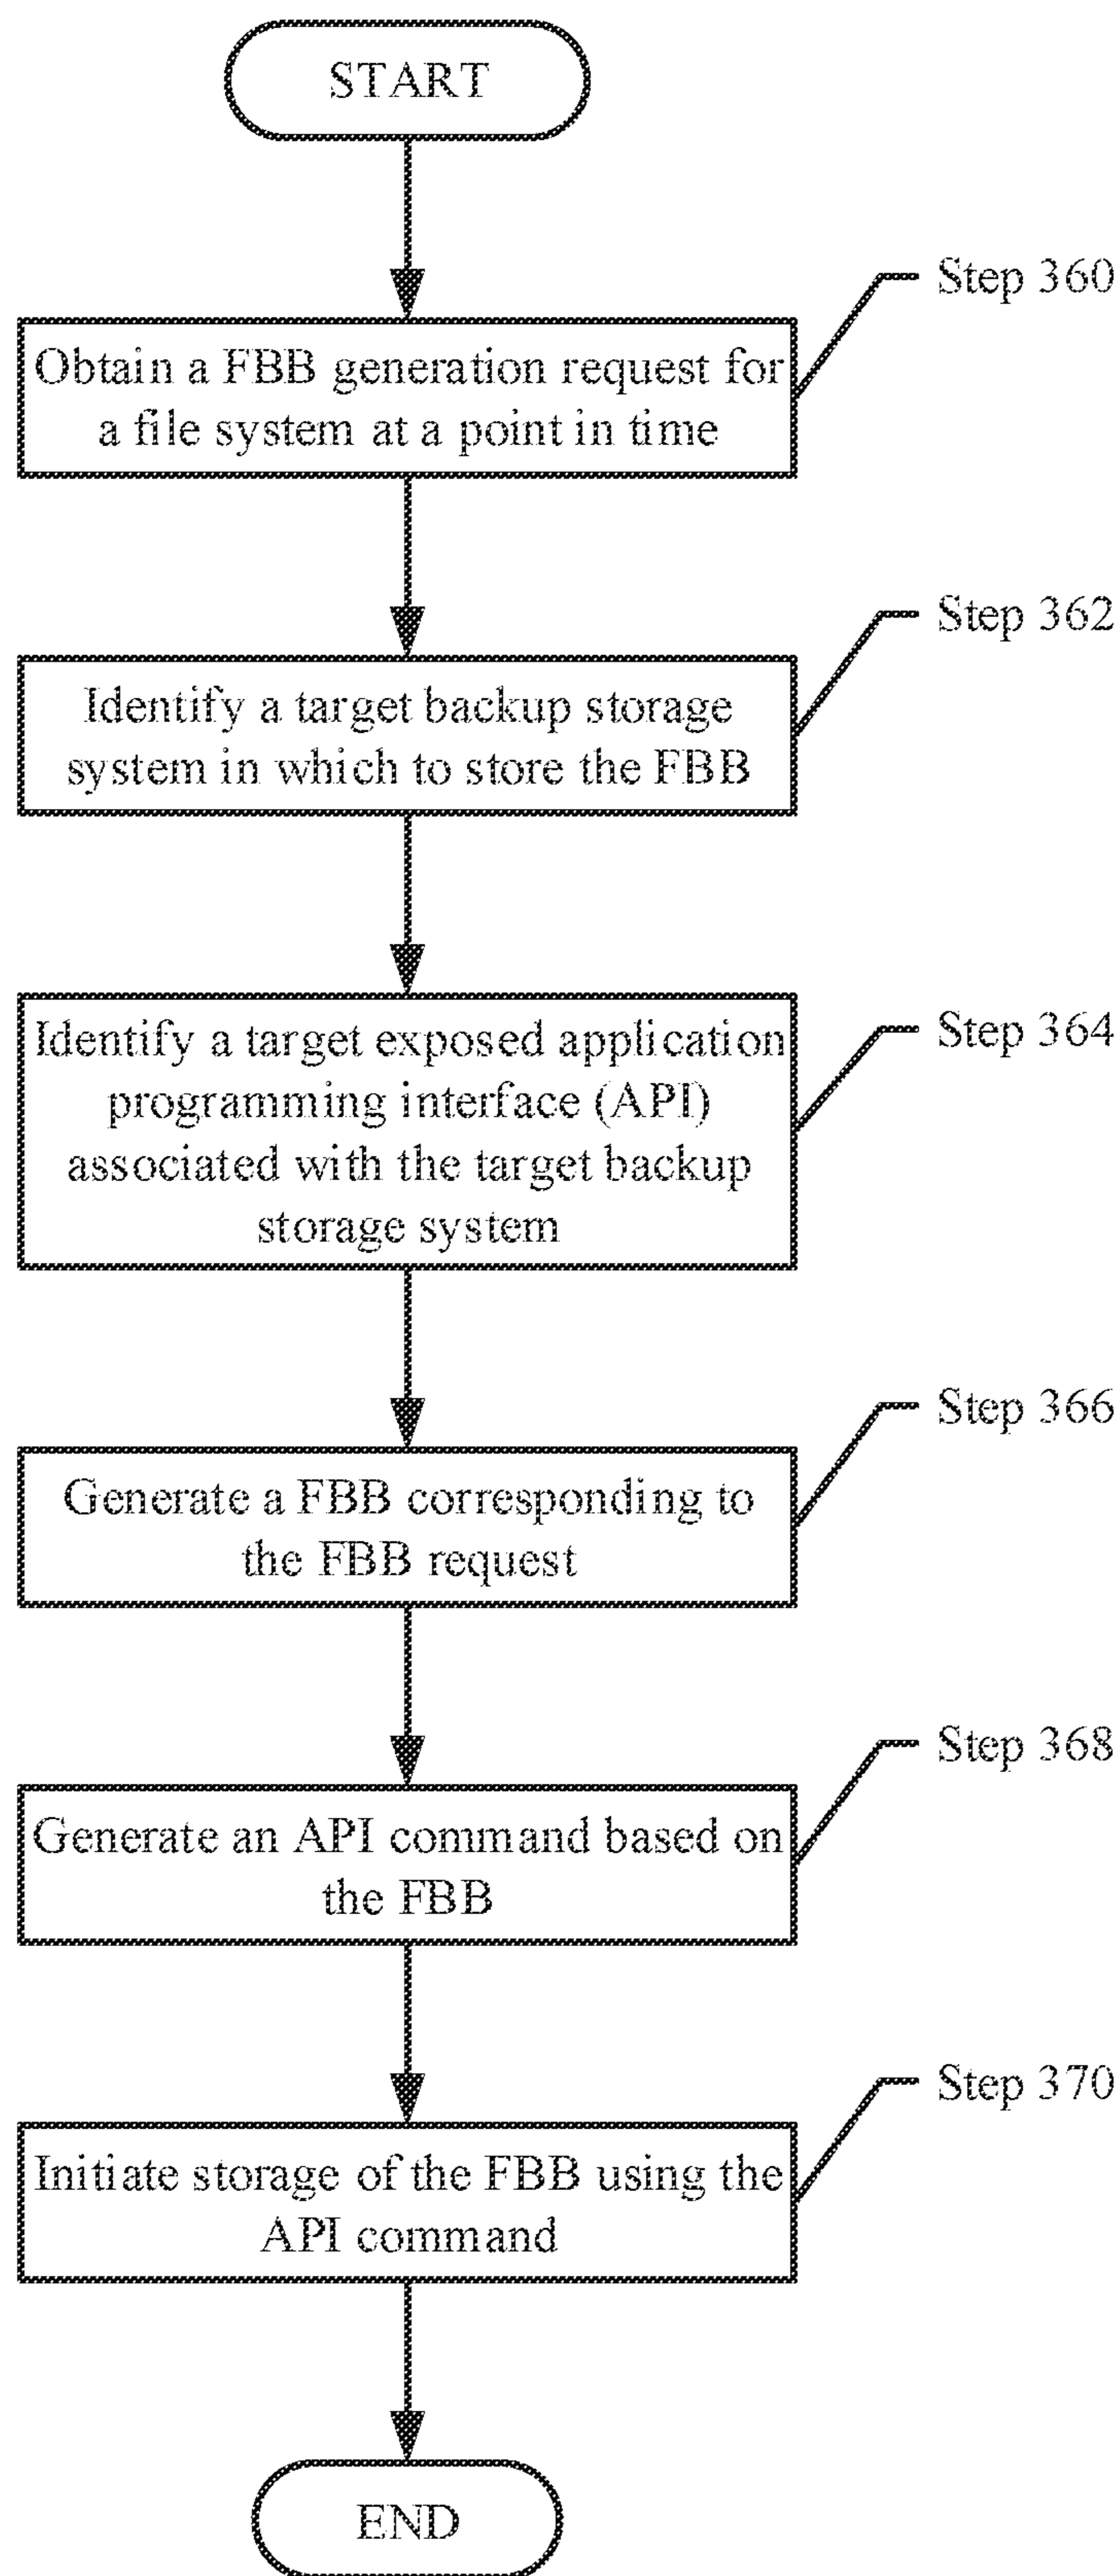 START
Step 360
Obtain a FBB generation request for
a file system at a point in time
Step 362
Identify a target backup storage
system in which to store the FBB
Step 364
Identify a target exposed application
programming interface (API)
associated with the target backup
storage system
Step 366
Generate a FBB corresponding to
the FBB request
Step 368
Generate an API command based on
the FBB
Step 370
Initiate storage of the FBB using the
API command
END